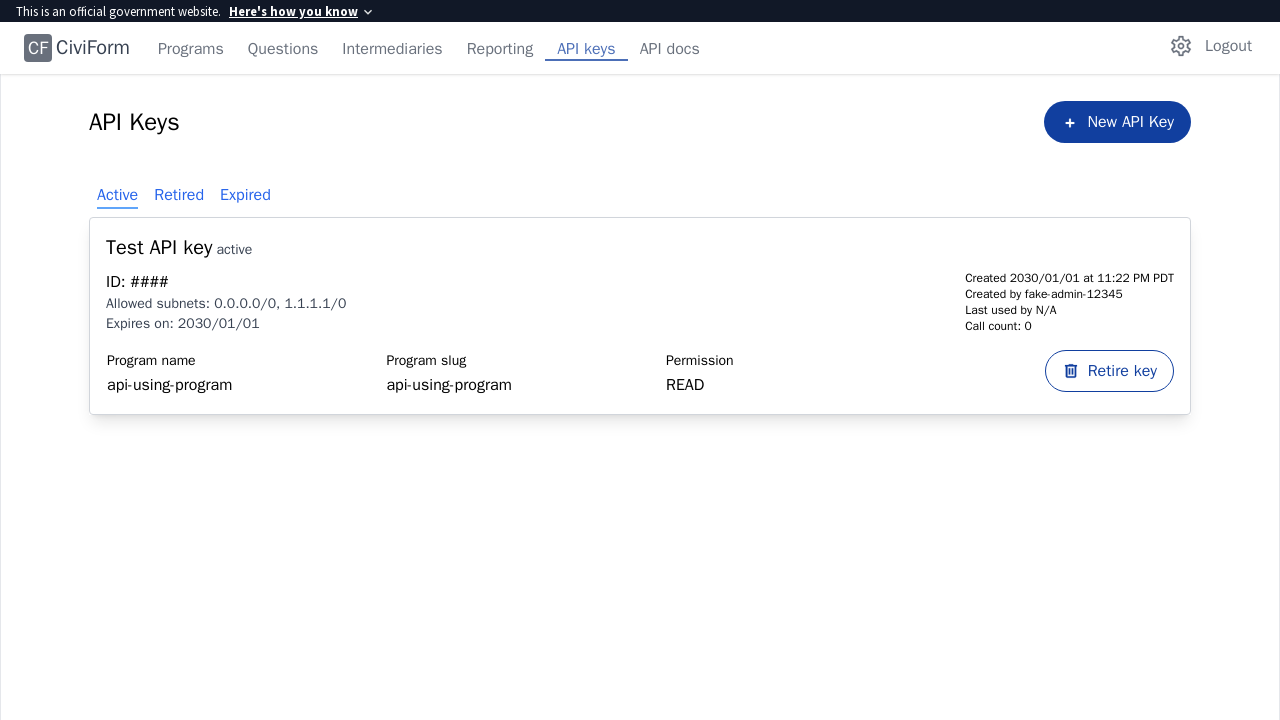 This is an official government website. Here's how you know
CF CiviForm Programs Questions Intermediaries Reporting API keys API docs Logout
API Keys
+ New API Key
Active Retired Expired
Test API key active
ID: ####
Allowed subnets: 0.0.0.0/0, 1.1.1.1/0
Expires on: 2030/01/01
Created 2030/01/01 at 11:22 PM PDT
Created by fake-admin-12345
Last used by N/A
Call count: 0
Program name Program slug Permission
api-using-program api-using-program READ
Retire key